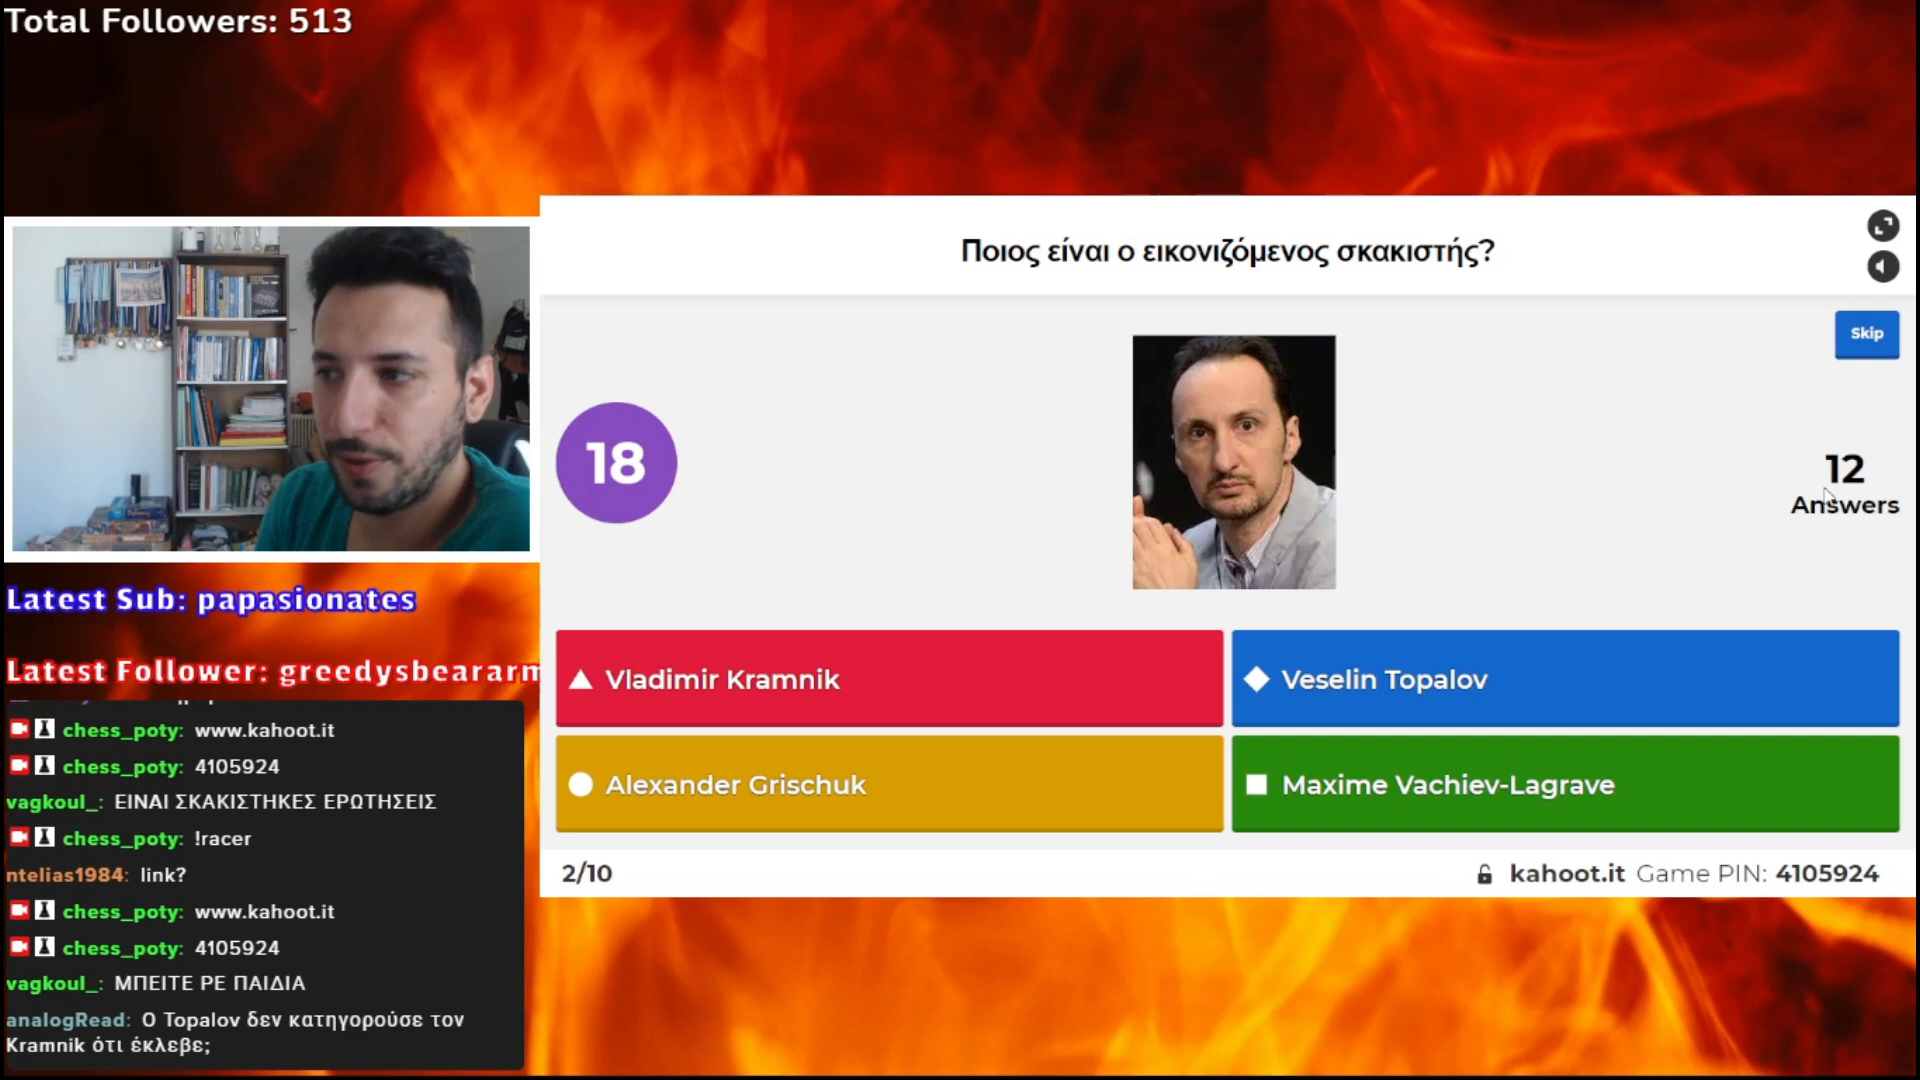 Total Followers: 513
Ποιος είναι ο εικονιζόμενος σκακιστής?
Skip
18
12
Answers
Latest Sub: papasionates
Latest Follower: greedysbeararm
Vladimir Kramnik
Veselin Topalov
Alexander Grischuk
Maxime Vachiev-Lagrave
2/10
kahoot.it Game PIN: 4105924
chess_poty: www.kahoot.it
chess_poty: 4105924
vagkoul_: ΕΙΝΑΙ ΣΚΑΚΙΣΤΗΚΕΣ ΕΡΩΤΗΣΕΙΣ
chess_poty: !racer
ntelias1984: link?
chess_poty: www.kahoot.it
chess_poty: 4105924
vagkoul_: ΜΠΕΙΤΕ ΡΕ ΠΑΙΔΙΑ
analogRead: Ο Topalov δεν κατηγορούσε τον
Kramnik ότι έκλεβε;